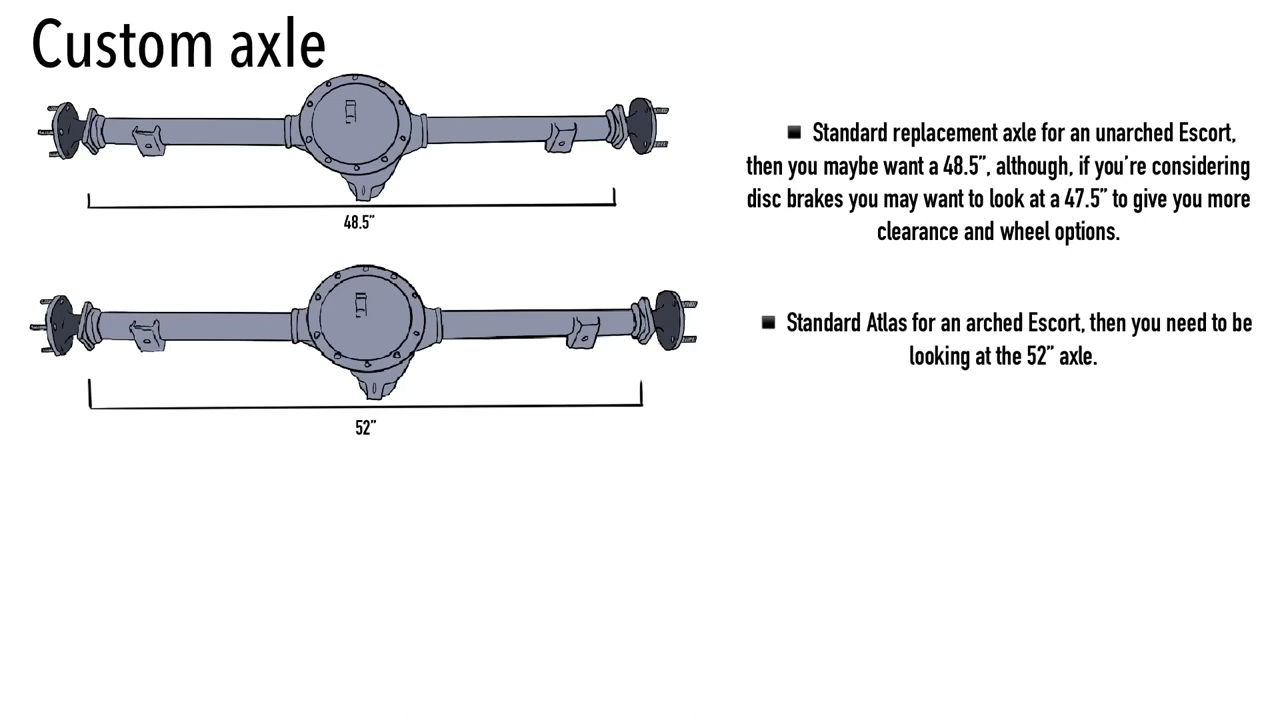 Custom axle
48.5”
▪ Standard replacement axle for an unarched Escort,
then you maybe want a 48.5”, although, if you’re considering
disc brakes you may want to look at a 47.5” to give you more
clearance and wheel options.
52”
▪ Standard Atlas for an arched Escort, then you need to be
looking at the 52” axle.